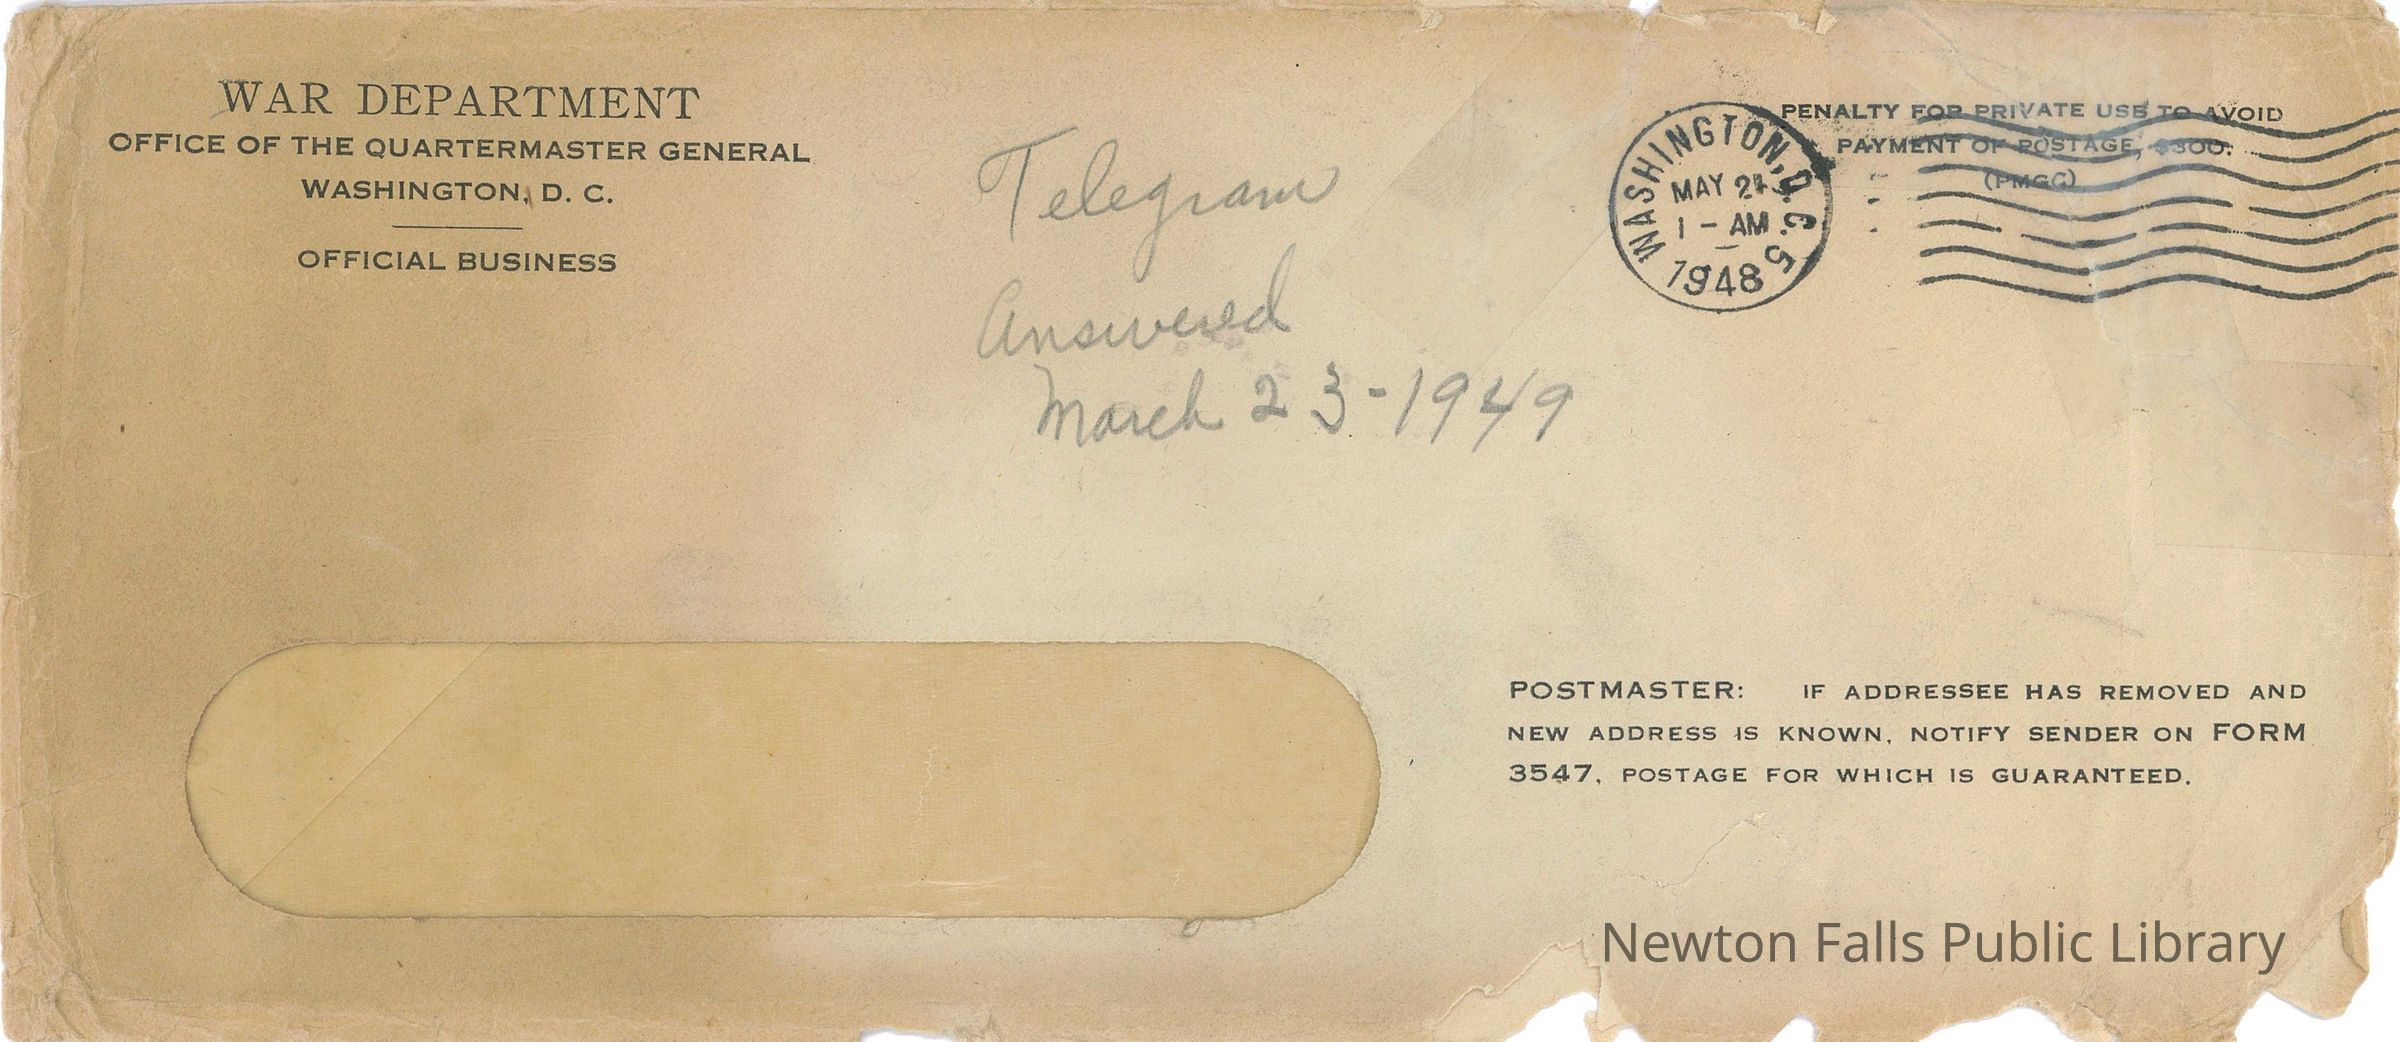 WAR DEPARTMENT
OFFICE OF THE QUARTERMASTER GENERAL
WASHINGTON, D. C.
OFFICIAL BUSINESS
Telegram
Answered
March 23-1949
WASHINGTON, D.C. 5
MAY 24
1 - AM
1948
PENALTY FOR PRIVATE USE TO AVOID
PAYMENT OF POSTAGE, $300.
(PMGC)
POSTMASTER: IF ADDRESSEE HAS REMOVED AND
NEW ADDRESS IS KNOWN, NOTIFY SENDER ON FORM
3547, POSTAGE FOR WHICH IS GUARANTEED.
Newton Falls Public Library